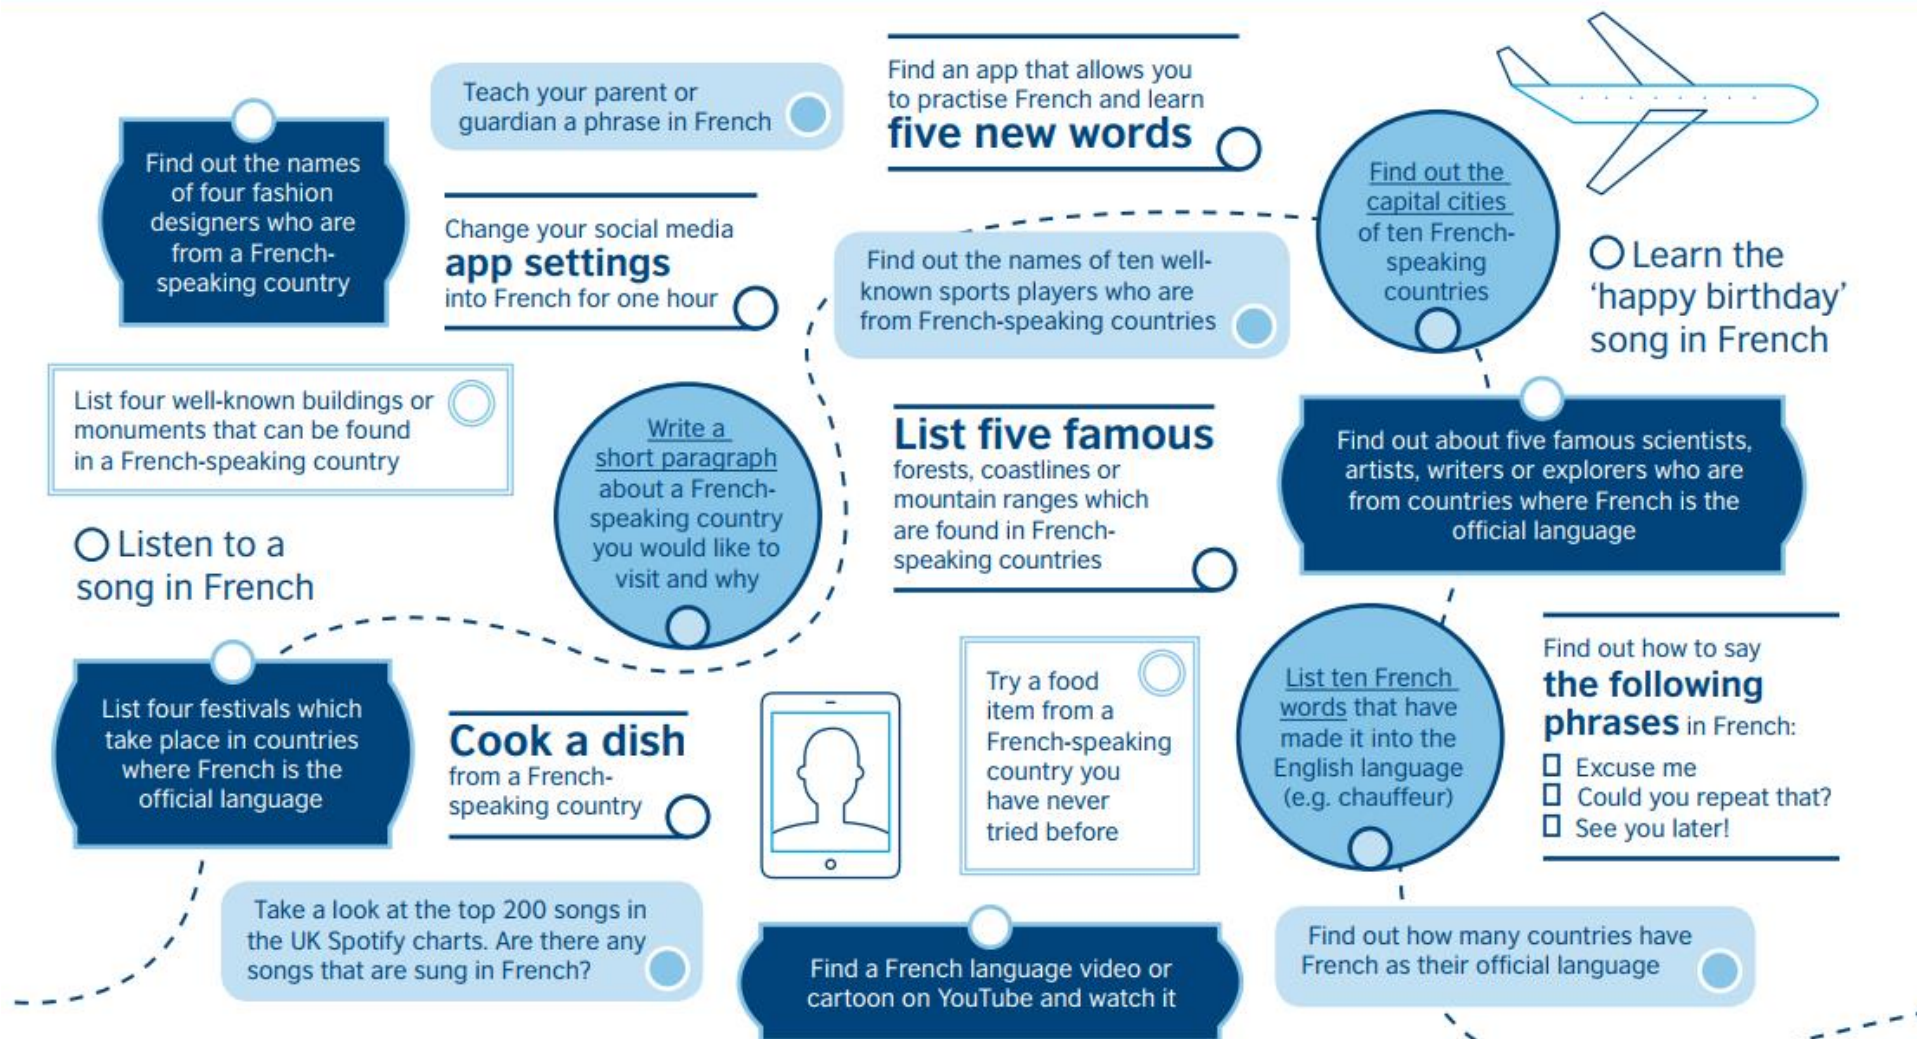 Teach your parent or
guardian a phrase in French
Find an app that allows you
to practise French and learn
five new words
Find out the names
of four fashion
designers who are
from a French-
speaking country
Change your social media
app settings
into French for one hour
Find out the names of ten well-
known sports players who are
from French-speaking countries
Find out the
capital cities
of ten French-
speaking
countries
Learn the
‘happy birthday’
song in French
List four well-known buildings or
monuments that can be found
in a French-speaking country
Write a
short paragraph
about a French-
speaking country
you would like to
visit and why
List five famous
forests, coastlines or
mountain ranges which
are found in French-
speaking countries
Find out about five famous scientists,
artists, writers or explorers who are
from countries where French is the
official language
Listen to a
song in French
List four festivals which
take place in countries
where French is the
official language
Cook a dish
from a French-
speaking country
Try a food
item from a
French-speaking
country you
have never
tried before
List ten French
words that have
made it into the
English language
(e.g. chauffeur)
Find out how to say
the following
phrases in French:
Excuse me
Could you repeat that?
See you later!
Take a look at the top 200 songs in
the UK Spotify charts. Are there any
songs that are sung in French?
Find a French language video or
cartoon on YouTube and watch it
Find out how many countries have
French as their official language